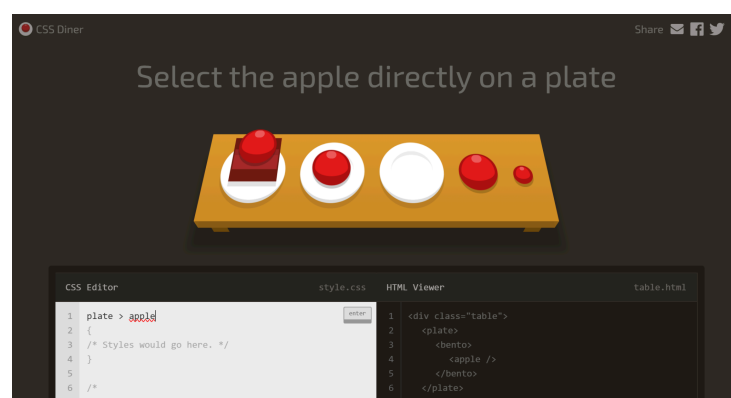 CSS Diner
Share
Select the apple directly on a plate
CSS Editor style.css
HTML Viewer table.html
1 plate > apple
enter
2 {
3 /* Styles would go here. */
4 }
5
6 /*
1 <div class="table">
2 <plate>
3 <bento>
4 <apple />
5 </bento>
6 </plate>